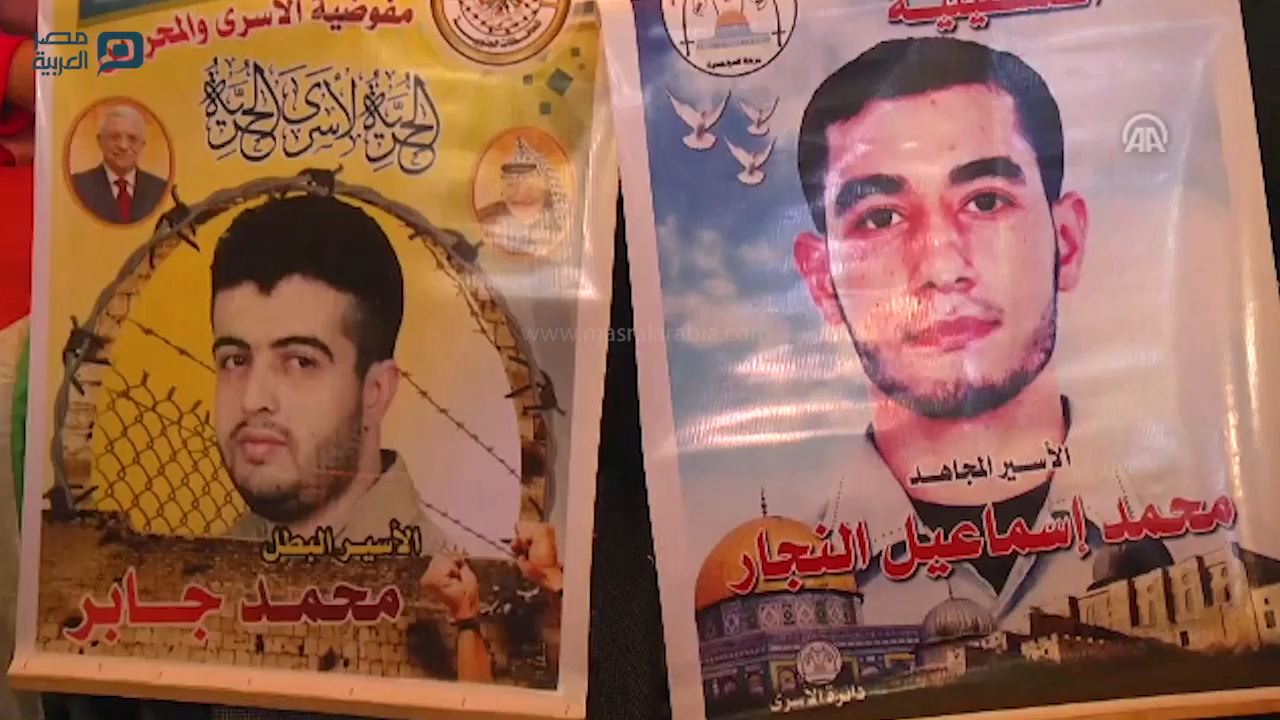 مصر
العربية
AA
www.masralarabia.com
مفوضية الأسرى والمحر
الحرية لأسرى الحرية
الأسير البطل
محمد جابر
الأسير المجاهد
محمد إسماعيل النجار
دائرة الأسرى